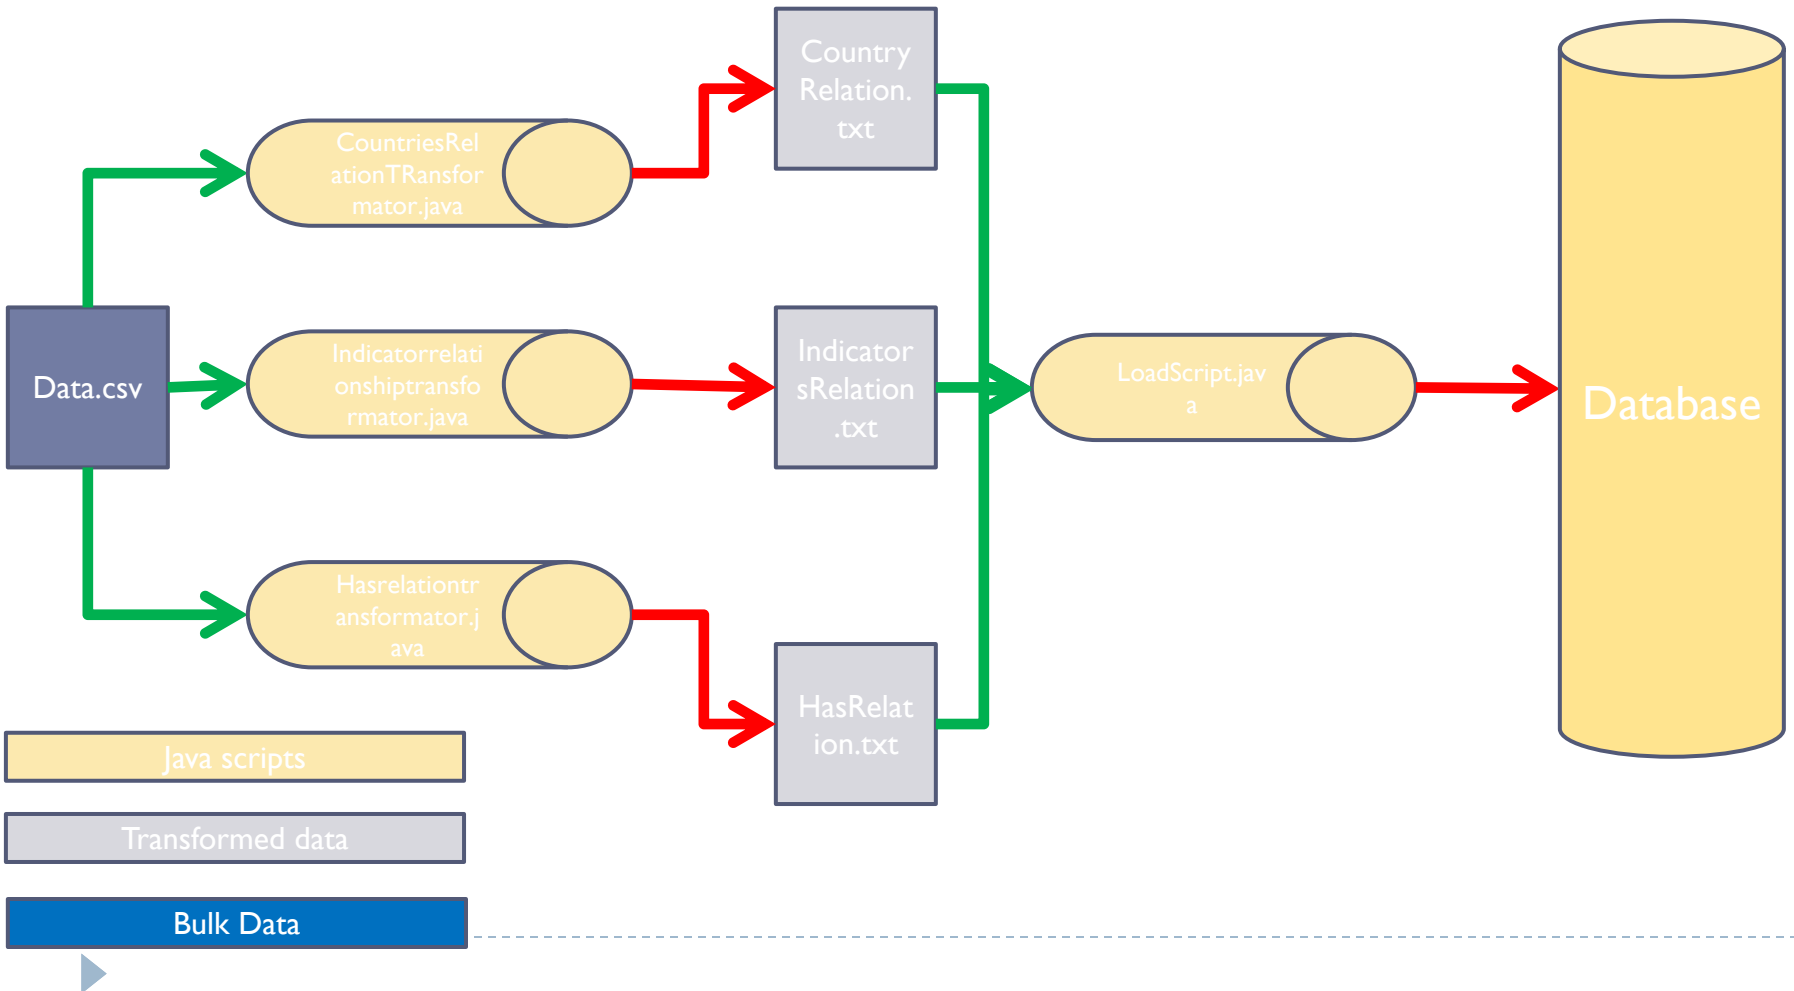 Country
Relation.
txt
CountriesRel
ationTRansfor
mator.java
Data.csv
Indicatorrelati
onshiptransfo
rmator.java
Indicator
sRelation
.txt
LoadScript.jav
a
Database
Hasrelationtr
ansformator.j
ava
HasRelat
ion.txt
Java scripts
Transformed data
Bulk Data